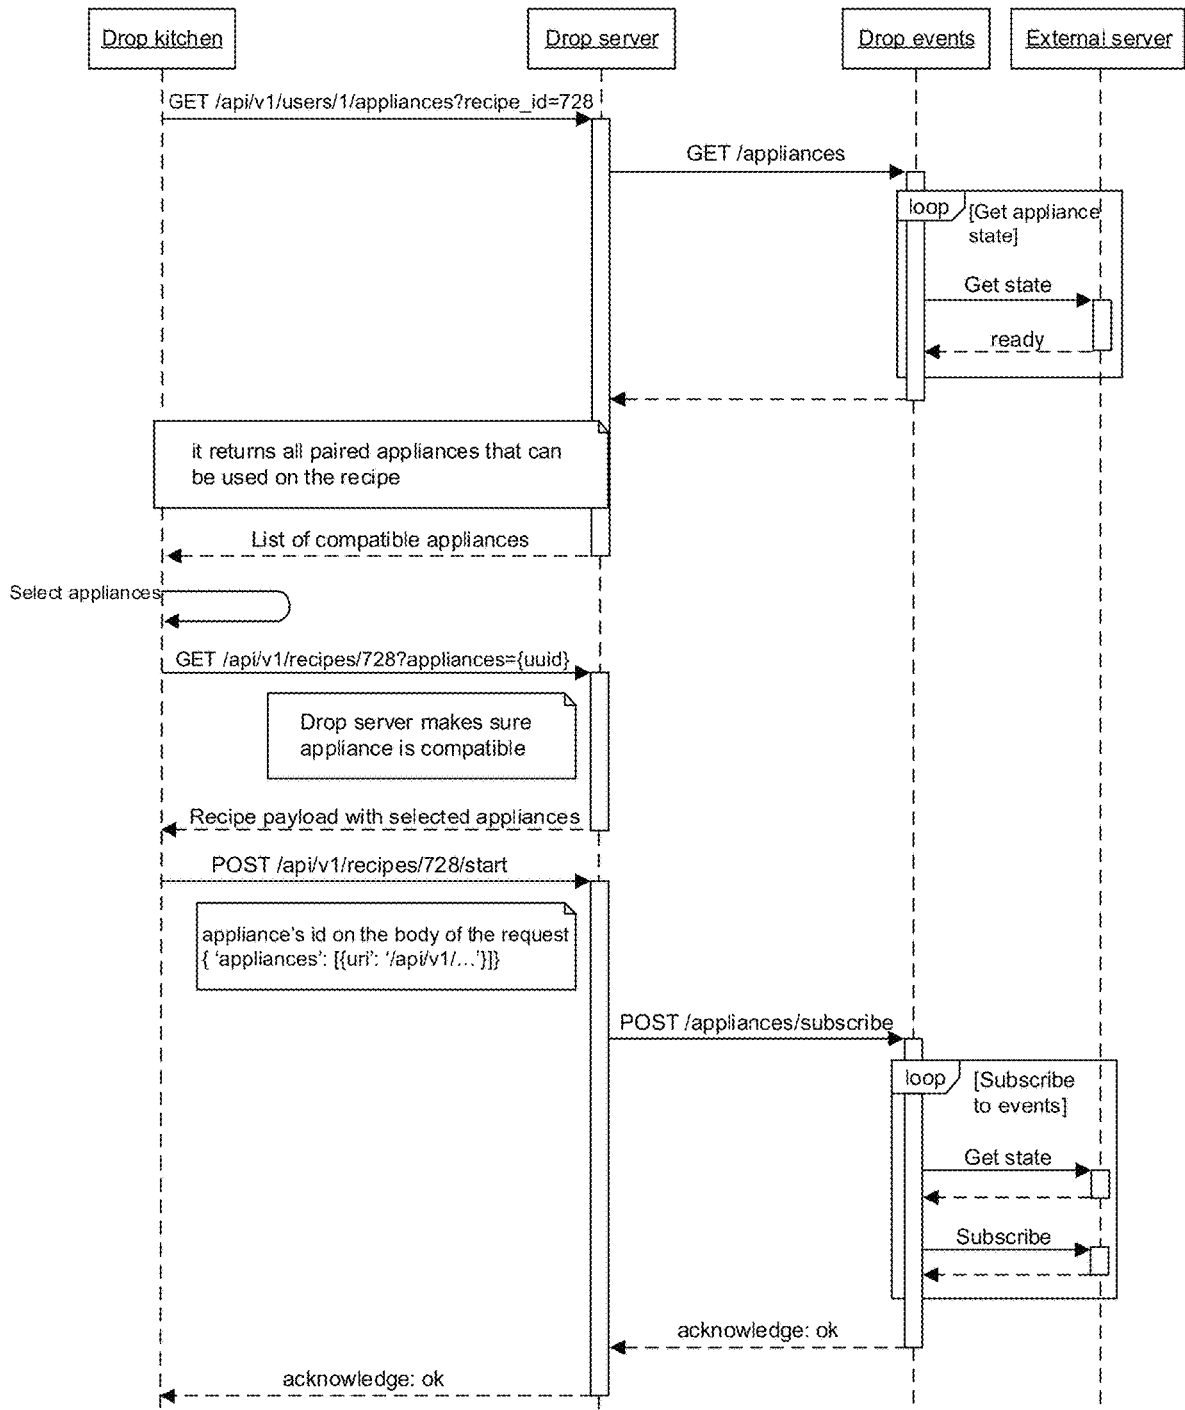 Drop kitchen
Drop server
Drop events
External server
GET /api/v1/users/1/appliances?recipe_id=728
GET /appliances
loop
[Get appliance
state]
Get state
ready
it returns all paired appliances that can
be used on the recipe
List of compatible appliances
Select appliances
GET /api/v1/recipes/728?appliances={uuid}
Drop server makes sure
appliance is compatible
Recipe payload with selected appliances
POST /api/v1/recipes/728/start
appliance’s id on the body of the request
{ ‘appliances’: [{uri’: ‘/api/v1/…’}]}
POST /appliances/subscribe
loop
[Subscribe
to events]
Get state
Subscribe
acknowledge: ok
acknowledge: ok